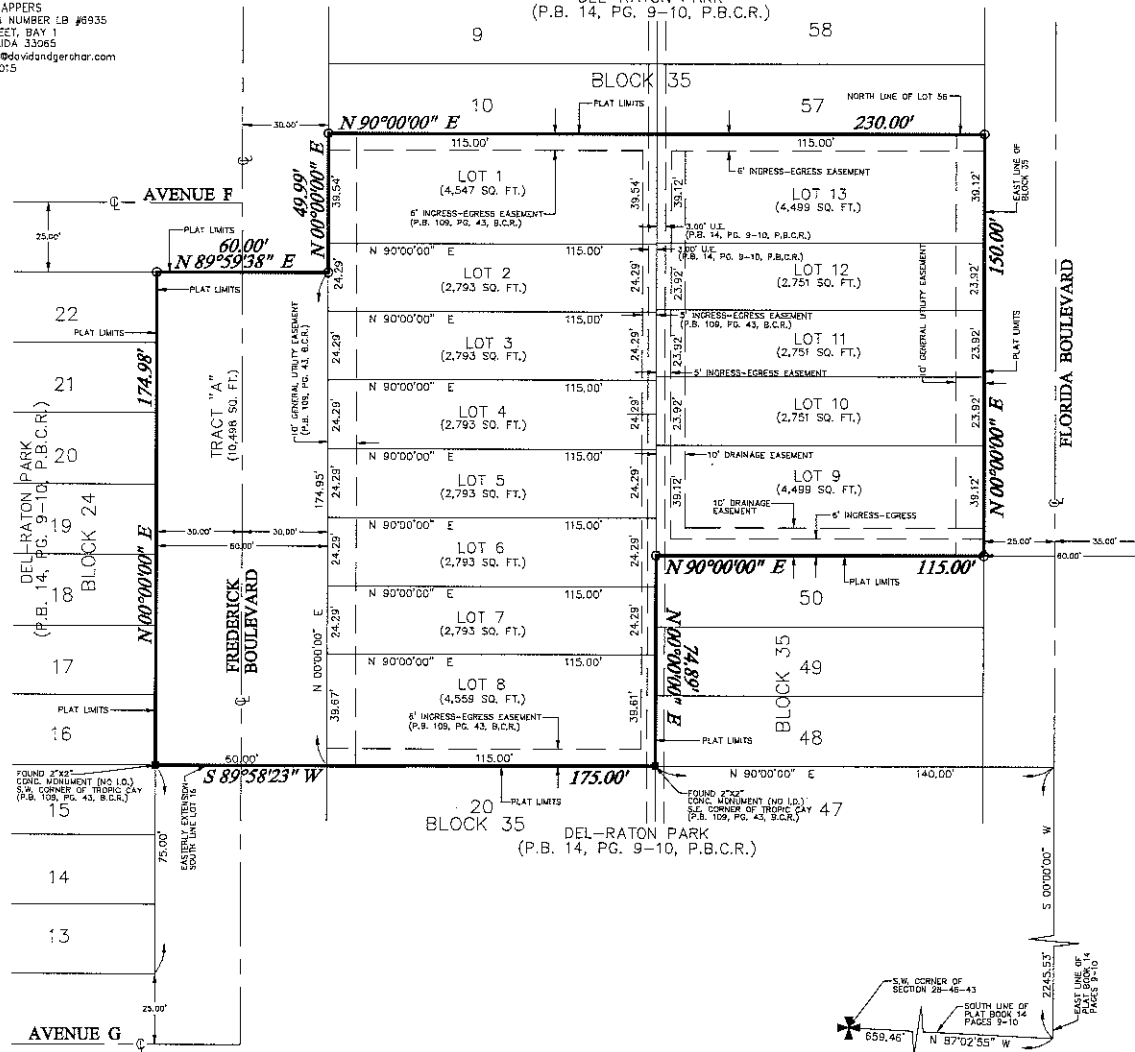 APPERS
NUMBER LB #6935
EET, BAY 1
IDA 33065
@davidandgerchar.com
DEL-RATON PARK
(P.B. 14, PG. 9-10, P.B.C.R.)
9
58
BLOCK 35
10
57
PLAT LIMITS
NORTH LINE OF LOT 56
30.00'
N 90°00'00" E
230.00'
115.00'
115.00'
49.99'
N 00°00'00" E
39.54'
LOT 1
(4,547 SQ. FT.)
39.54'
6' INGRESS-EGRESS EASEMENT
(P.B. 109, PG. 43, B.C.R.)
39.12'
6' INGRESS-EGRESS EASEMENT
LOT 13
(4,499 SQ. FT.)
39.12'
EAST LINE OF
BLOCK 35
AVENUE F
25.00'
PLAT LIMITS
60.00'
N 89°59'38" E
3.00' U.E.
(P.B. 14, PG. 9-10, P.B.C.R.)
3.00' U.E.
(P.B. 14, PG. 9-10, P.B.C.R.)
150.00'
N 90°00'00" E
115.00'
24.29'
LOT 2
(2,793 SQ. FT.)
24.29'
23.92'
LOT 12
(2,751 SQ. FT.)
23.92'
10' GENERAL UTILITY EASEMENT
FLORIDA BOULEVARD
PLAT LIMITS
22
PLAT LIMITS
174.98'
10' GENERAL UTILITY EASEMENT
(P.B. 109, PG. 43, B.C.R.)
N 90°00'00" E
115.00'
24.29'
LOT 3
(2,793 SQ. FT.)
24.29'
5' INGRESS-EGRESS EASEMENT
(P.B. 109, PG. 43, B.C.R.)
23.92'
LOT 11
(2,751 SQ. FT.)
23.92'
5' INGRESS-EGRESS EASEMENT
PLAT LIMITS
21
TRACT "A"
(10,498 SQ. FT.)
N 90°00'00" E
115.00'
24.29'
LOT 4
(2,793 SQ. FT.)
24.29'
23.92'
LOT 10
(2,751 SQ. FT.)
23.92'
N 00°00'00" E
20
DEL-RATON PARK
(P.B. 14, PG. 9-10, P.B.C.R.)
BLOCK 24
N 90°00'00" E
115.00'
174.95'
24.29'
LOT 5
(2,793 SQ. FT.)
24.29'
10' DRAINAGE EASEMENT
39.12'
LOT 9
(4,499 SQ. FT.)
39.12'
10' DRAINAGE
EASEMENT
6' INGRESS-EGRESS
19
30.00'
30.00'
60.00'
N 90°00'00" E
115.00'
24.29'
LOT 6
(2,793 SQ. FT.)
24.29'
25.00'
35.00'
60.00'
N 90°00'00" E
115.00'
PLAT LIMITS
18
N 00°00'00" E
FREDERICK
BOULEVARD
N 90°00'00" E
115.00'
24.29'
LOT 7
(2,793 SQ. FT.)
24.29'
50
N 00°00'00" E
74.89'
BLOCK 35
49
17
N 00°00'00" E
N 90°00'00" E
115.00'
39.67'
LOT 8
(4,559 SQ. FT.)
39.61'
6' INGRESS-EGRESS EASEMENT
(P.B. 109, PG. 43, B.C.R.)
PLAT LIMITS
16
PLAT LIMITS
48
60.00'
S 89°58'23" W
115.00'
175.00'
N 90°00'00" E
140.00'
FOUND 2"X2"
CONC. MONUMENT (NO I.D.)
S.W. CORNER OF TROPIC CAY
(P.B. 109, PG. 43, B.C.R.)
15
75.00'
EASTERLY EXTENSION
SOUTH LINE LOT 16
PLAT LIMITS
20
BLOCK 35
FOUND 2"X2"
CONC. MONUMENT (NO I.D.)
S.E. CORNER OF TROPIC CAY
(P.B. 109, PG. 43, B.C.R.)
47
DEL-RATON PARK
(P.B. 14, PG. 9-10, P.B.C.R.)
14
13
S 00°00'00" W
2245.53'
25.00'
AVENUE G
S.W. CORNER OF
SECTION 28-46-43
SOUTH LINE OF
PLAT BOOK 14
PAGES 9-10
EAST LINE OF
PLAT BOOK 14
PAGES 9-10
659.46'
N 87°02'55" W